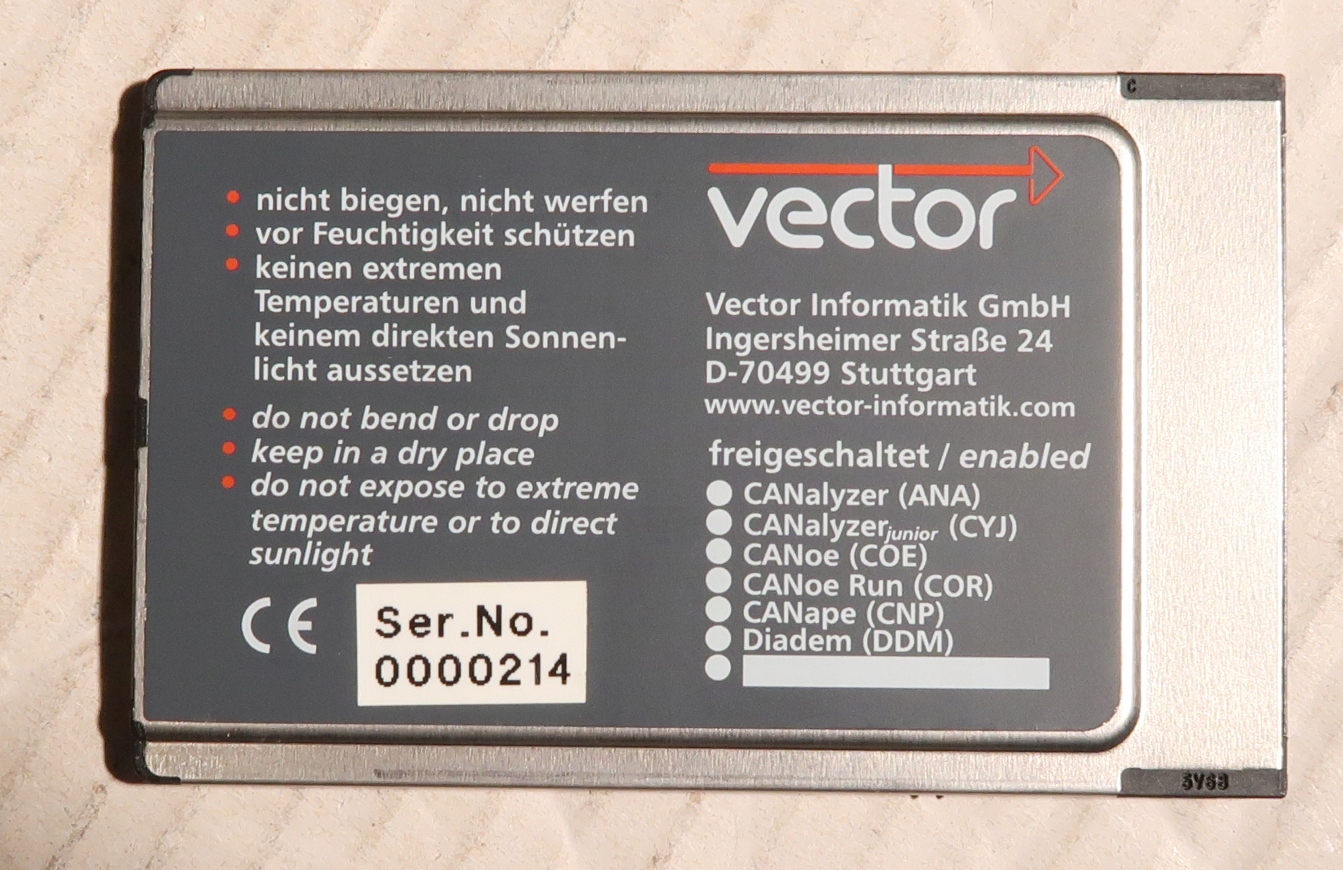 • nicht biegen, nicht werfen
• vor Feuchtigkeit schützen
• keinen extremen
Temperaturen und
keinem direkten Sonnen-
licht aussetzen
• do not bend or drop
• keep in a dry place
• do not expose to extreme
temperature or to direct
sunlight
CE
Ser.No.
0000214
vector
Vector Informatik GmbH
Ingersheimer Straße 24
D-70499 Stuttgart
www.vector-informatik.com
freigeschaltet / enabled
CANalyzer (ANA)
CANalyzerjunior (CYJ)
CANoe (COE)
CANoe Run (COR)
CANape (CNP)
Diadem (DDM)
C